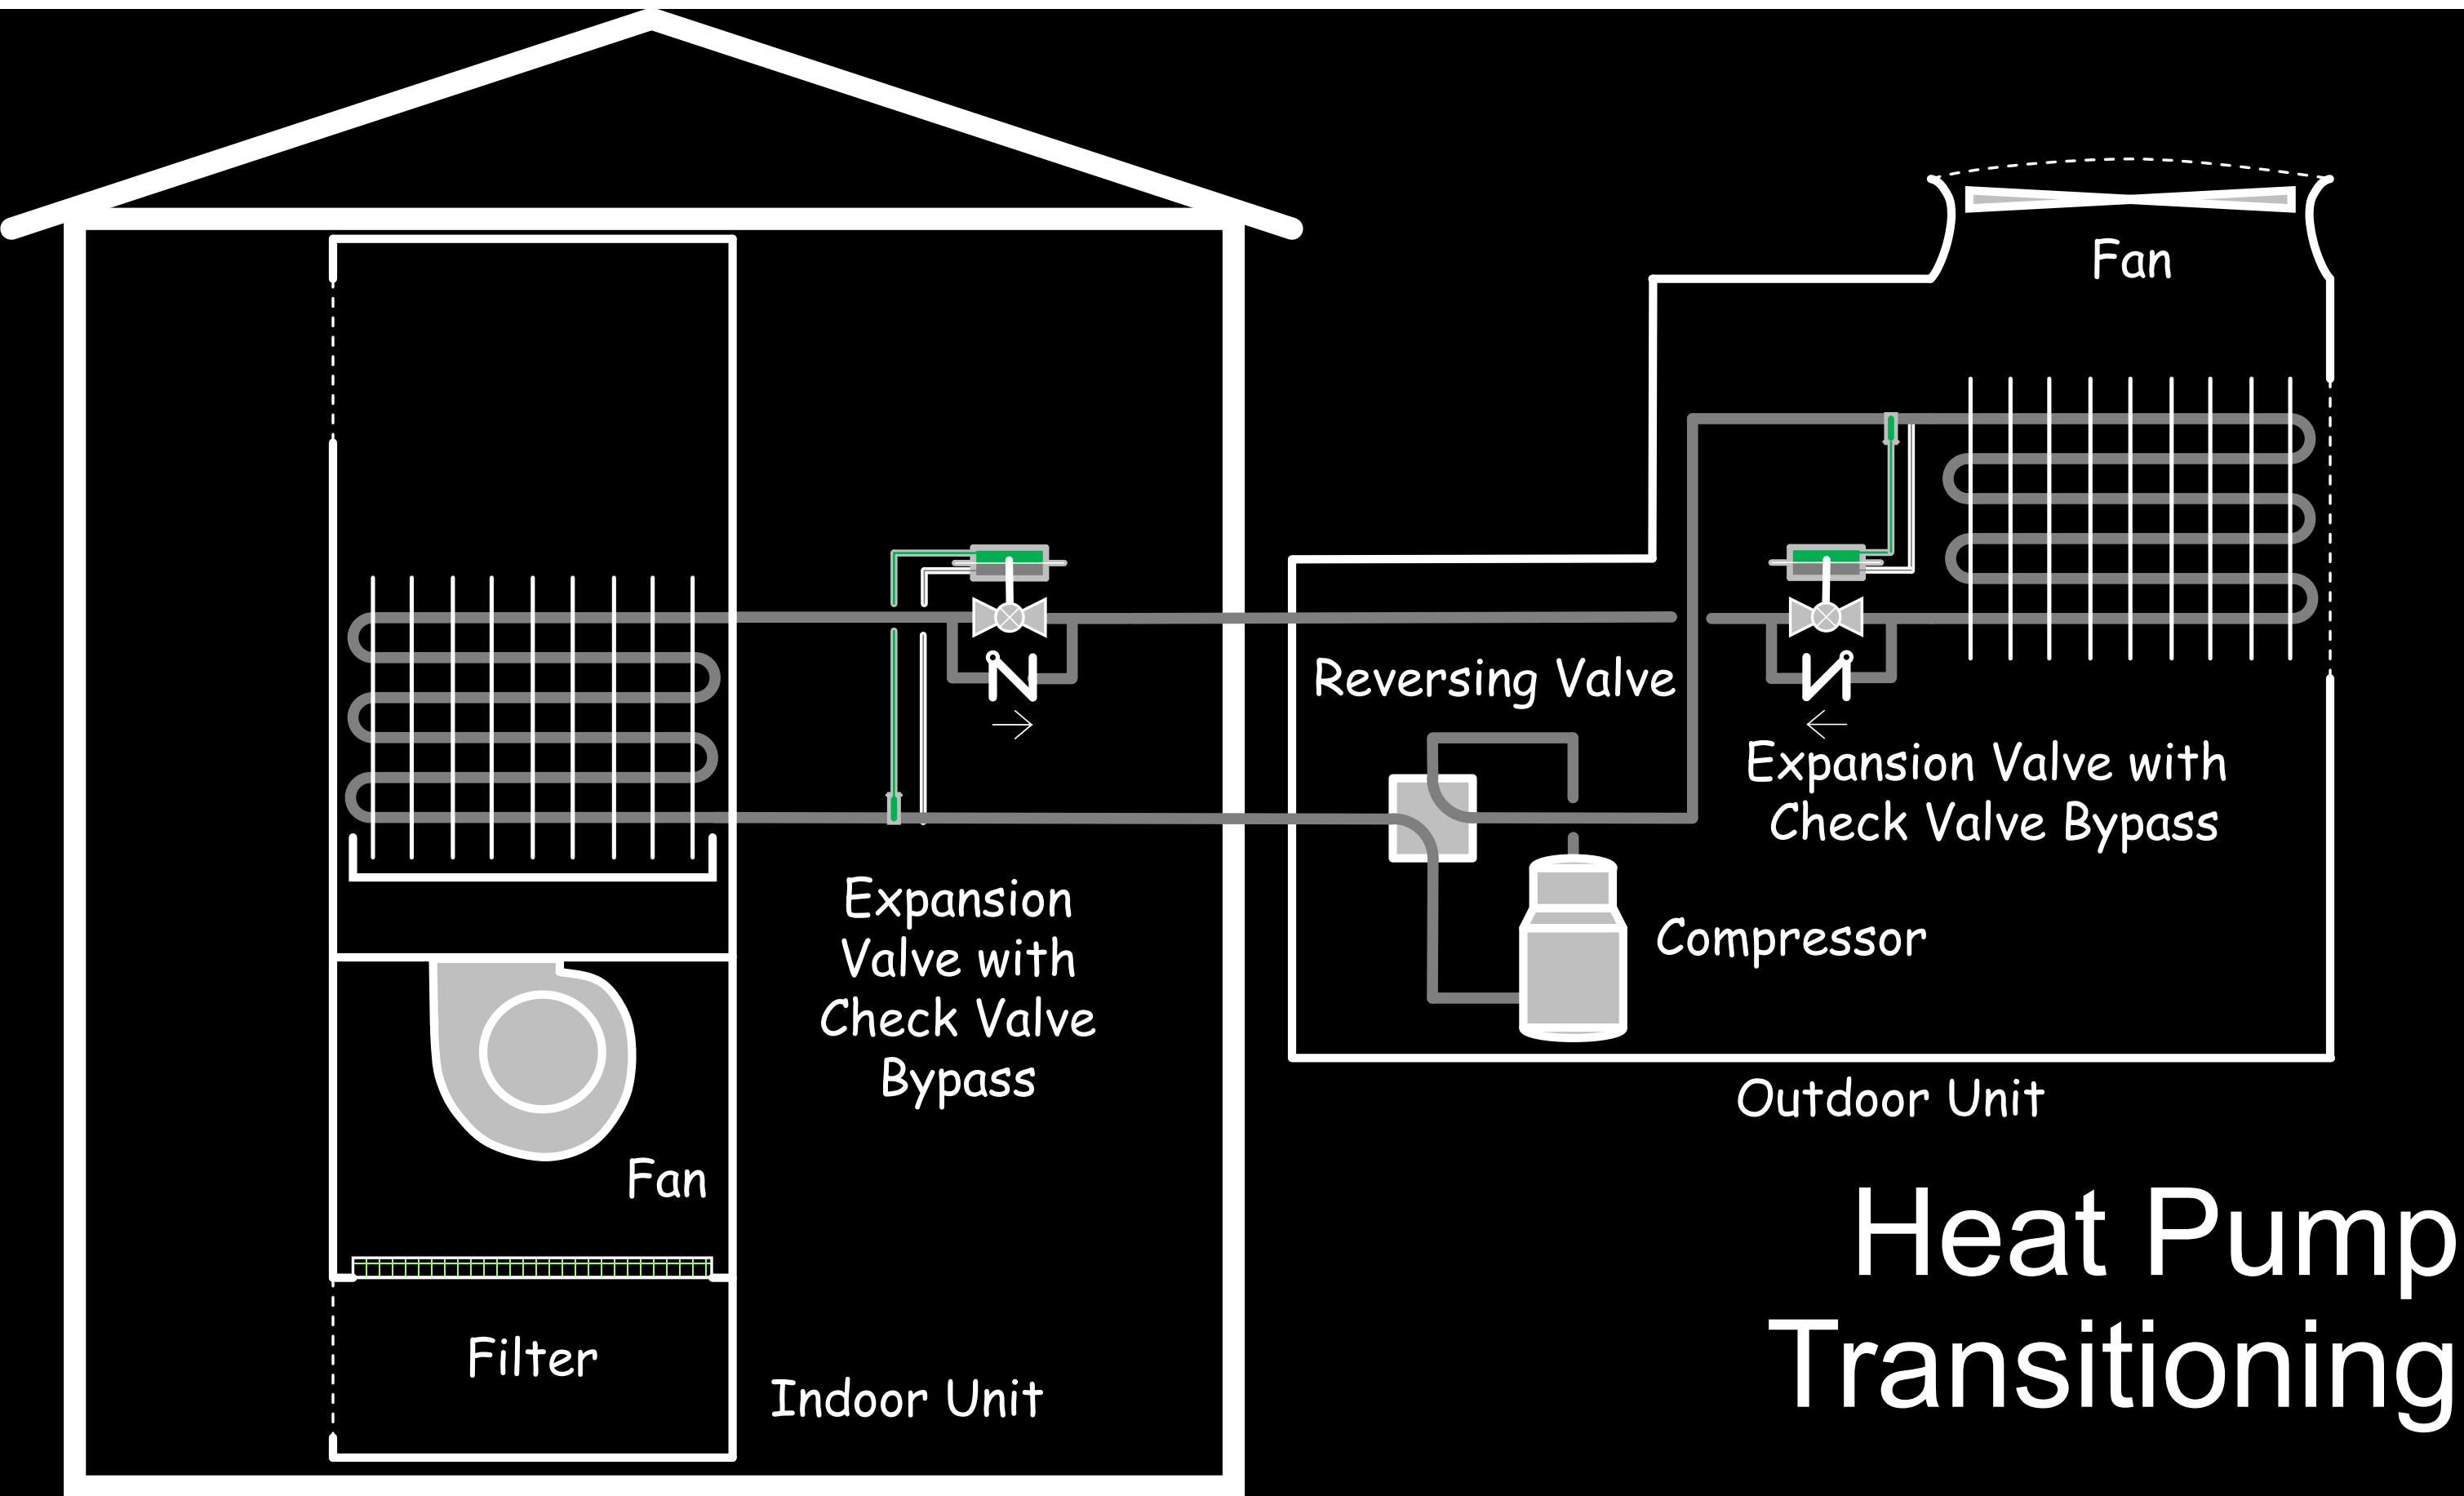 Fan
Reversing Valve
Expansion Valve with
Check Valve Bypass
Compressor
Expansion
Valve with
Check Valve
Bypass
Outdoor Unit
Fan
Filter
Indoor Unit
Heat Pump
Transitioning